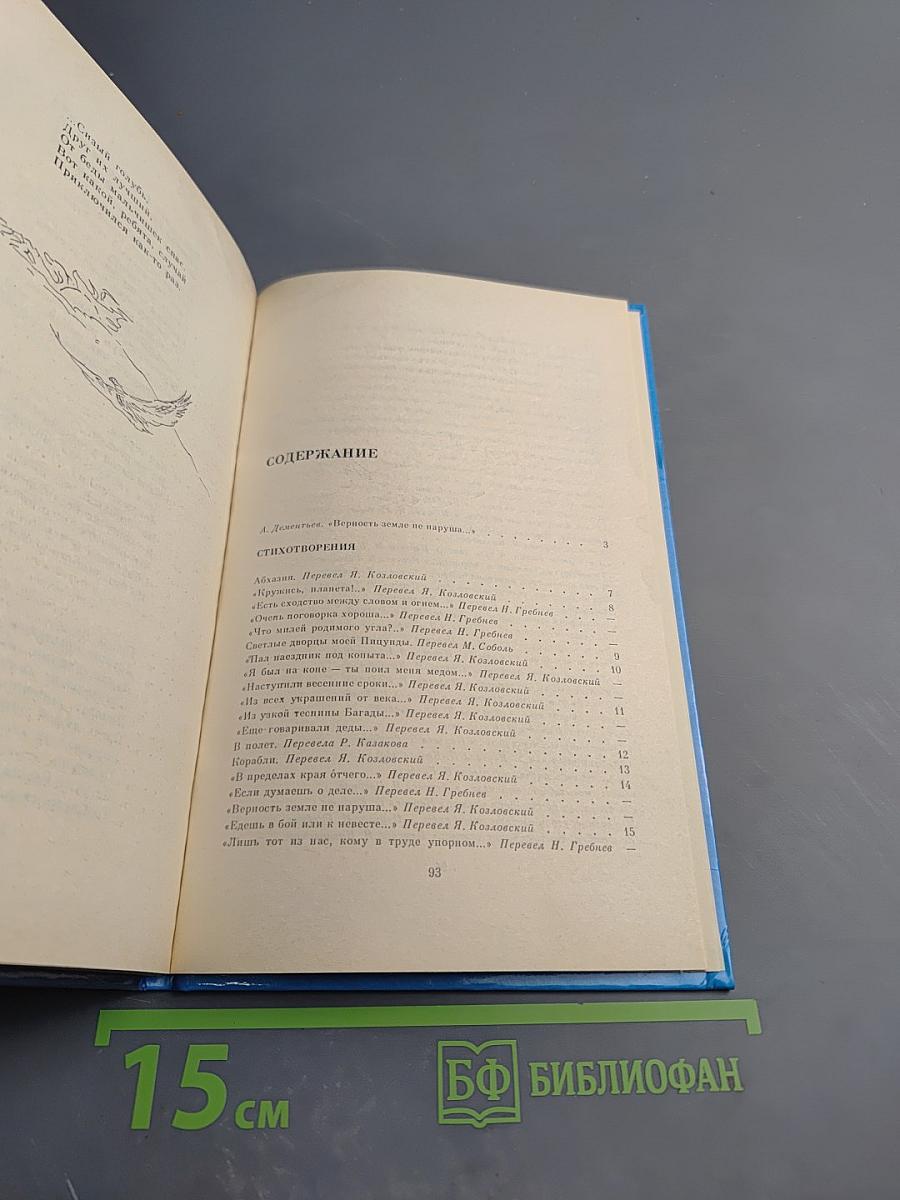 ...Сизый голубь,
Друг их лучший,
От беды мальчишек спас.
Вот какой, ребята, случай
Приключился как-то раз.
СОДЕРЖАНИЕ
А. Дементьев. «Верность земле не наруша...» . . . . . . . 3
СТИХОТВОРЕНИЯ
Абхазия. Перевел Я. Козловский . . . . . . . . 7
«Кружись, планета!..» Перевел Я. Козловский . . . . . . 8
«Есть сходство между словом и огнем...» Перевел Н. Гребнев . . . —
«Очень поговорка хороша...» Перевел Н. Гребнев . . . . . —
«Что милей родимого угла?..» Перевел Н. Гребнев . . . . . 9
Светлые дворцы моей Пицунды. Перевел М. Соболь . . . . . 10
«Пал наездник под копыта...» Перевел Я. Козловский . . . . —
«Я был на коне — ты поил меня медом...» Перевел Я. Козловский —
«Наступили весенние сроки...» Перевел Я. Козловский . . . . 11
«Из всех украшений от века...» Перевел Я. Козловский . . . . —
«Из узкой теснины Багады...» Перевел Я. Козловский . . . . —
«Еще говаривали деды...» Перевел Я. Козловский . . . . . 12
В полет. Перевела Р. Казакова . . . . . . . . 13
Корабли. Перевел Я. Козловский . . . . . . . . 14
«В пределах края о́тчего...» Перевел Я. Козловский . . . . —
«Если думаешь о деле...» Перевел Н. Гребнев . . . . . . —
«Верность земле не наруша...» Перевел Я. Козловский . . . . 15
«Едешь в бой или к невесте...» Перевел Я. Козловский . . . . —
«Лишь тот из нас, кому в труде упорном...» Перевел Н. Гребнев —
93
15 см
БФ БИБЛИОФАН